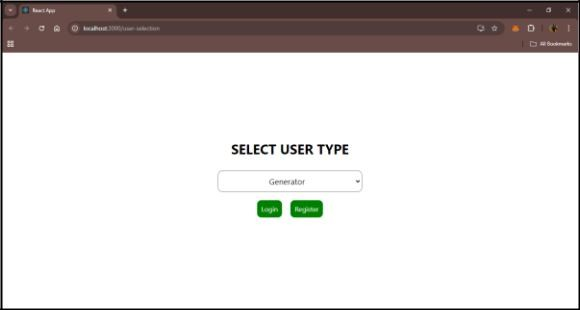 React App
localhost:3000/user-selection
All Bookmarks
SELECT USER TYPE
Generator
Login Register